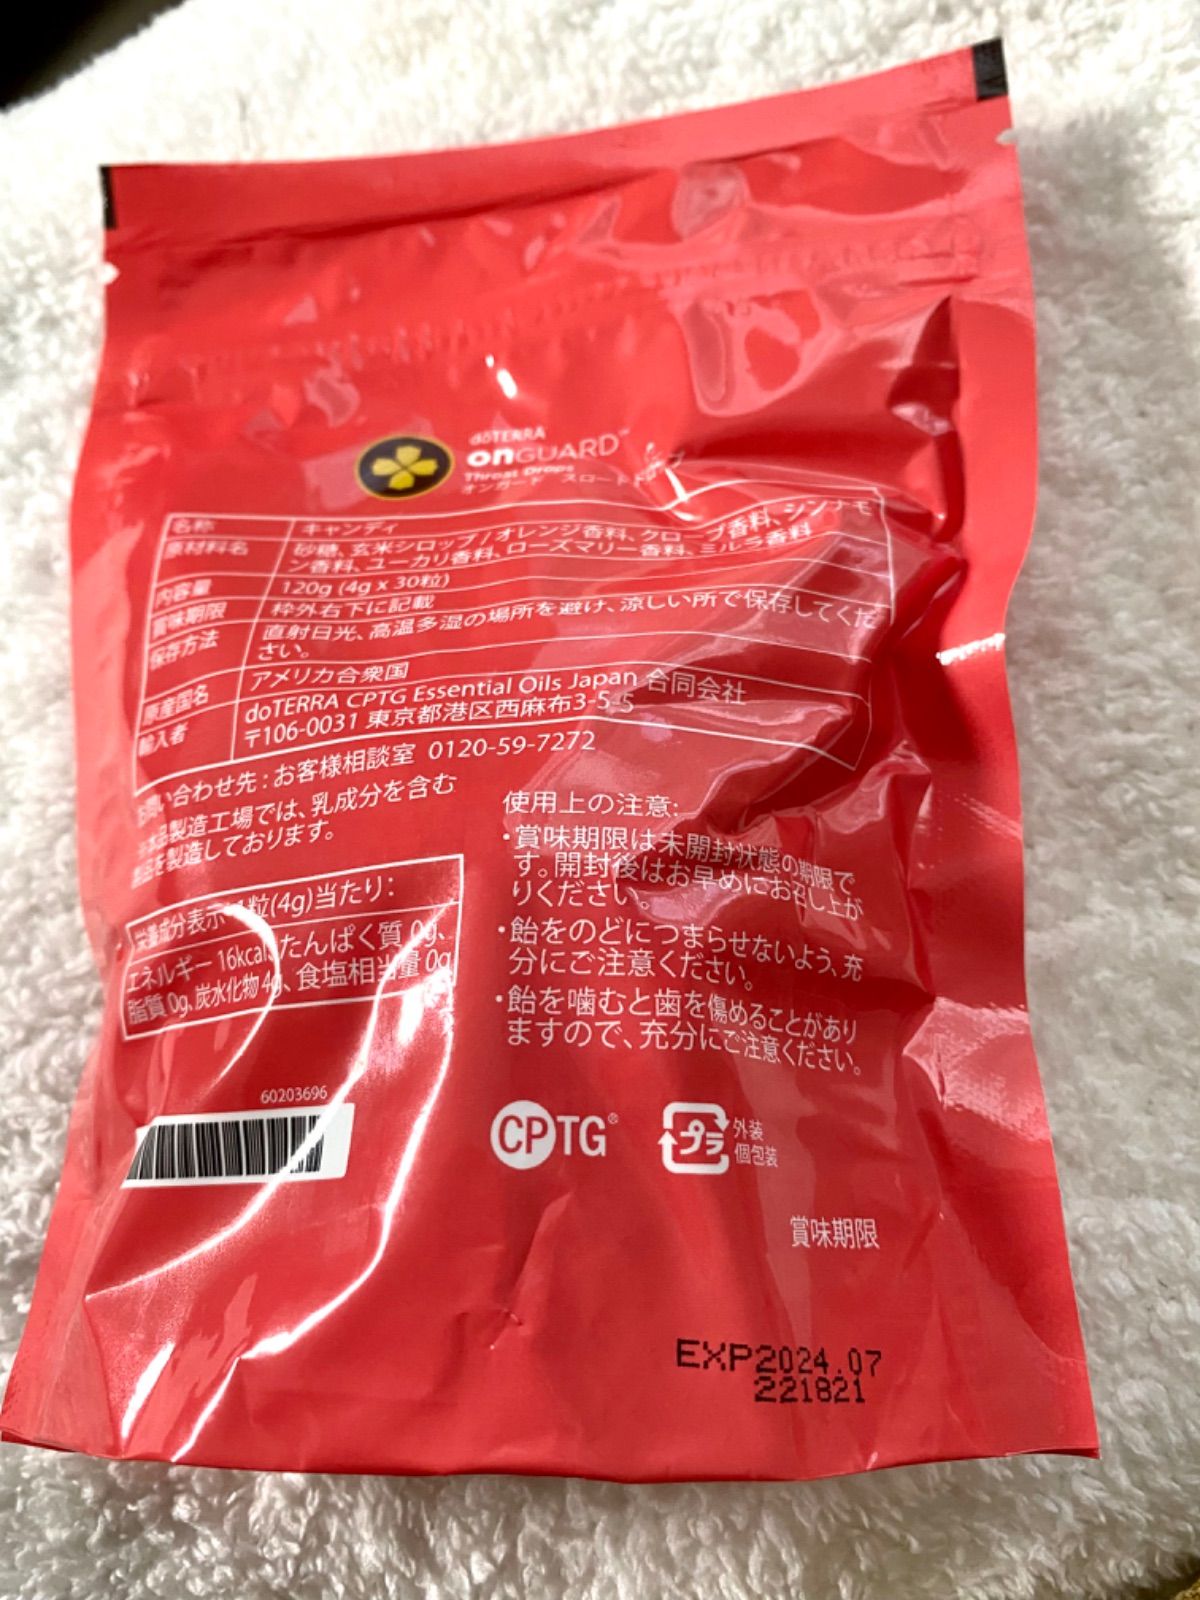 dōTERRA
onGUARD™
Throat Drops
オンガード スロートドロップ
名称 キャンディ
原材料名 砂糖、玄米シロップ/オレンジ香料、クローブ香料、シンナモ
ン香料、ユーカリ香料、ローズマリー香料、ミルラ香料
内容量 120g (4g x 30粒)
賞味期限 枠外右下に記載
保存方法 直射日光、高温多湿の場所を避け、涼しい所で保存してくだ
さい。
原産国名 アメリカ合衆国
輸入者 doTERRA CPTG Essential Oils Japan 合同会社
〒106-0031 東京都港区西麻布3-5-5
お問い合わせ先：お客様相談室 0120-59-7272
※本品製造工場では、乳成分を含む
商品を製造しております。
栄養成分表示 1粒(4g)当たり：
エネルギー 16kcal、たんぱく質 0g、
脂質 0g、炭水化物 4g、食塩相当量 0g
60203696
使用上の注意:
・賞味期限は未開封状態の期限で
す。開封後はお早めにお召し上が
りください。
・飴をのどにつまらせないよう、充
分にご注意ください。
・飴を噛むと歯を傷めることがあり
ますので、充分にご注意ください。
CPTG®
プラ
外装
個包装
賞味期限
EXP2024.07
221821